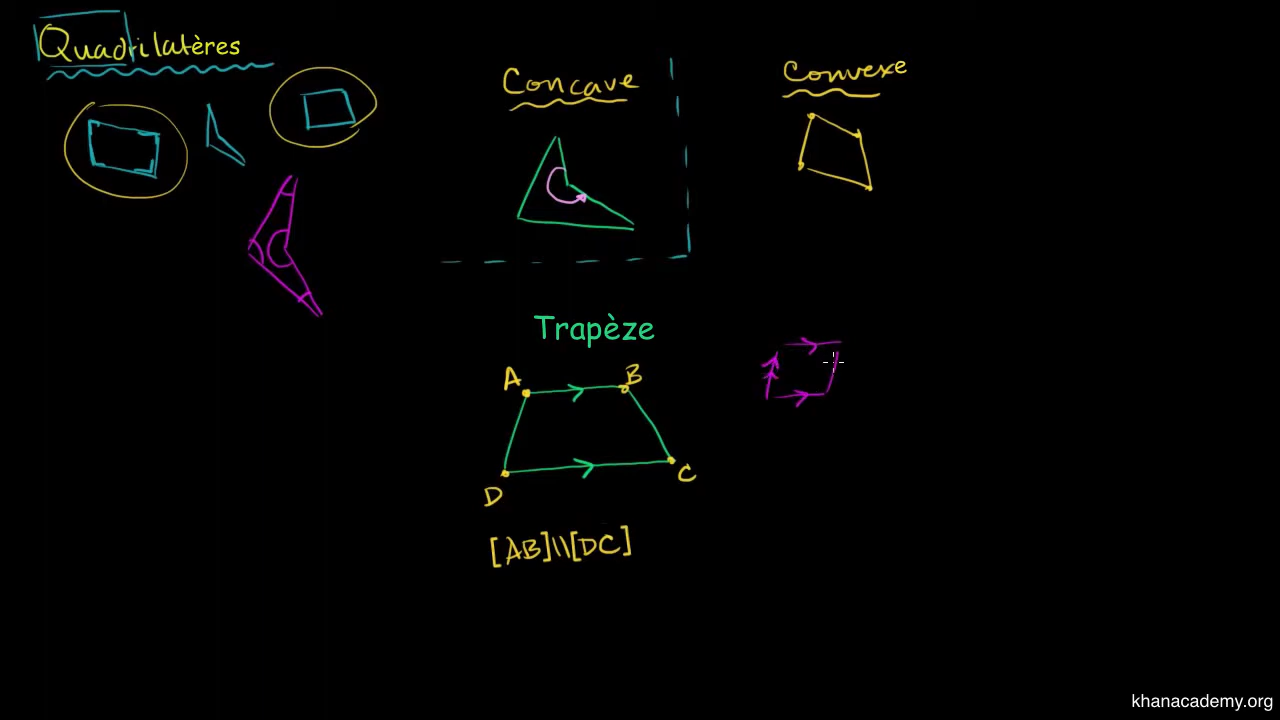 Quadrilatères
Concave
Convexe
Trapèze
A
B
D
C
[AB]\\[DC]
khanacademy.org